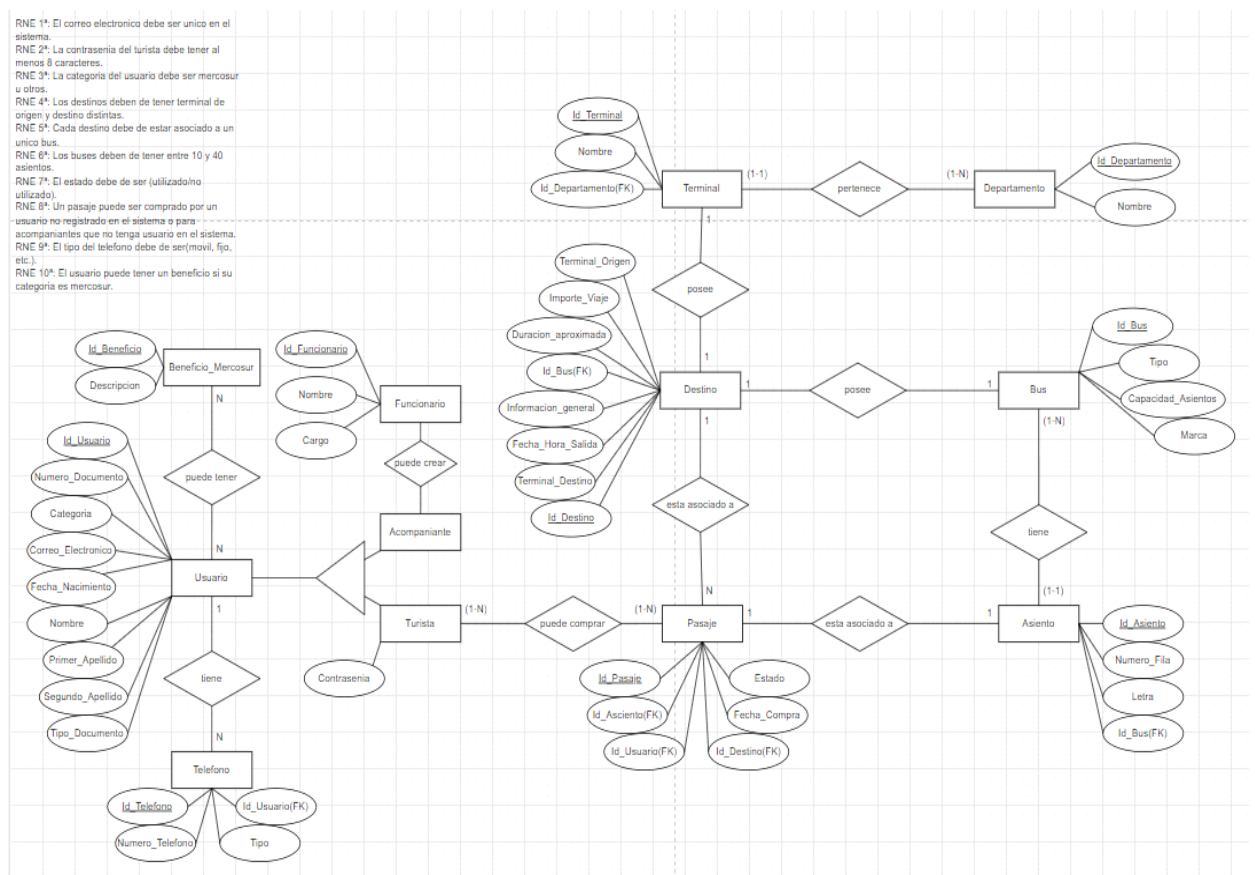 RNE 1ª: El correo electronico debe ser unico en el
sistema.
RNE 2ª: La contrasenia del turista debe tener al
menos 8 caracteres.
RNE 3ª: La categoria del usuario debe ser mercosur
u otros.
RNE 4ª: Los destinos deben de tener terminal de
origen y destino distintas.
RNE 5ª: Cada destino debe de estar asociado a un
unico bus.
RNE 6ª: Los buses deben de tener entre 10 y 40
asientos.
RNE 7ª: El estado debe de ser (utilizado/no
utilizado).
RNE 8ª: Un pasaje puede ser comprado por un
usuario no registrado en el sistema o para
acompaniantes que no tenga usuario en el sistema.
RNE 9ª: El tipo del telefono debe de ser(movil, fijo,
etc.).
RNE 10ª: El usuario puede tener un beneficio si su
categoria es mercosur.
Id_Terminal
Nombre
Id_Departamento(FK)
Terminal
(1-1)
pertenece
(1-N)
Departamento
Id_Departamento
Nombre
1
posee
1
Terminal_Origen
Importe_Viaje
Duracion_aproximada
Id_Bus(FK)
Informacion_general
Fecha_Hora_Salida
Terminal_Destino
Id_Destino
Destino
1
posee
1
Bus
Id_Bus
Tipo
Capacidad_Asientos
Marca
(1-N)
tiene
(1-1)
1
esta asociado a
N
Id_Beneficio
Descripcion
Beneficio_Mercosur
N
puede tener
N
Id_Funcionario
Nombre
Cargo
Funcionario
puede crear
Acompaniante
Id_Usuario
Numero_Documento
Categoria
Correo_Electronico
Fecha_Nacimiento
Nombre
Primer_Apellido
Segundo_Apellido
Tipo_Documento
Usuario
1
tiene
N
Turista
Contrasenia
(1-N)
puede comprar
(1-N)
Pasaje
1
esta asociado a
1
Asiento
Id_Pasaje
Id_Asciento(FK)
Id_Usuario(FK)
Estado
Fecha_Compra
Id_Destino(FK)
Id_Asiento
Numero_Fila
Letra
Id_Bus(FK)
Telefono
Id_Telefono
Numero_Telefono
Id_Usuario(FK)
Tipo